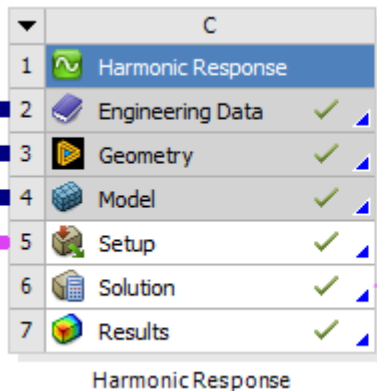 C
1 Harmonic Response
2 Engineering Data
3 Geometry
4 Model
5 Setup
6 Solution
7 Results
Harmonic Response